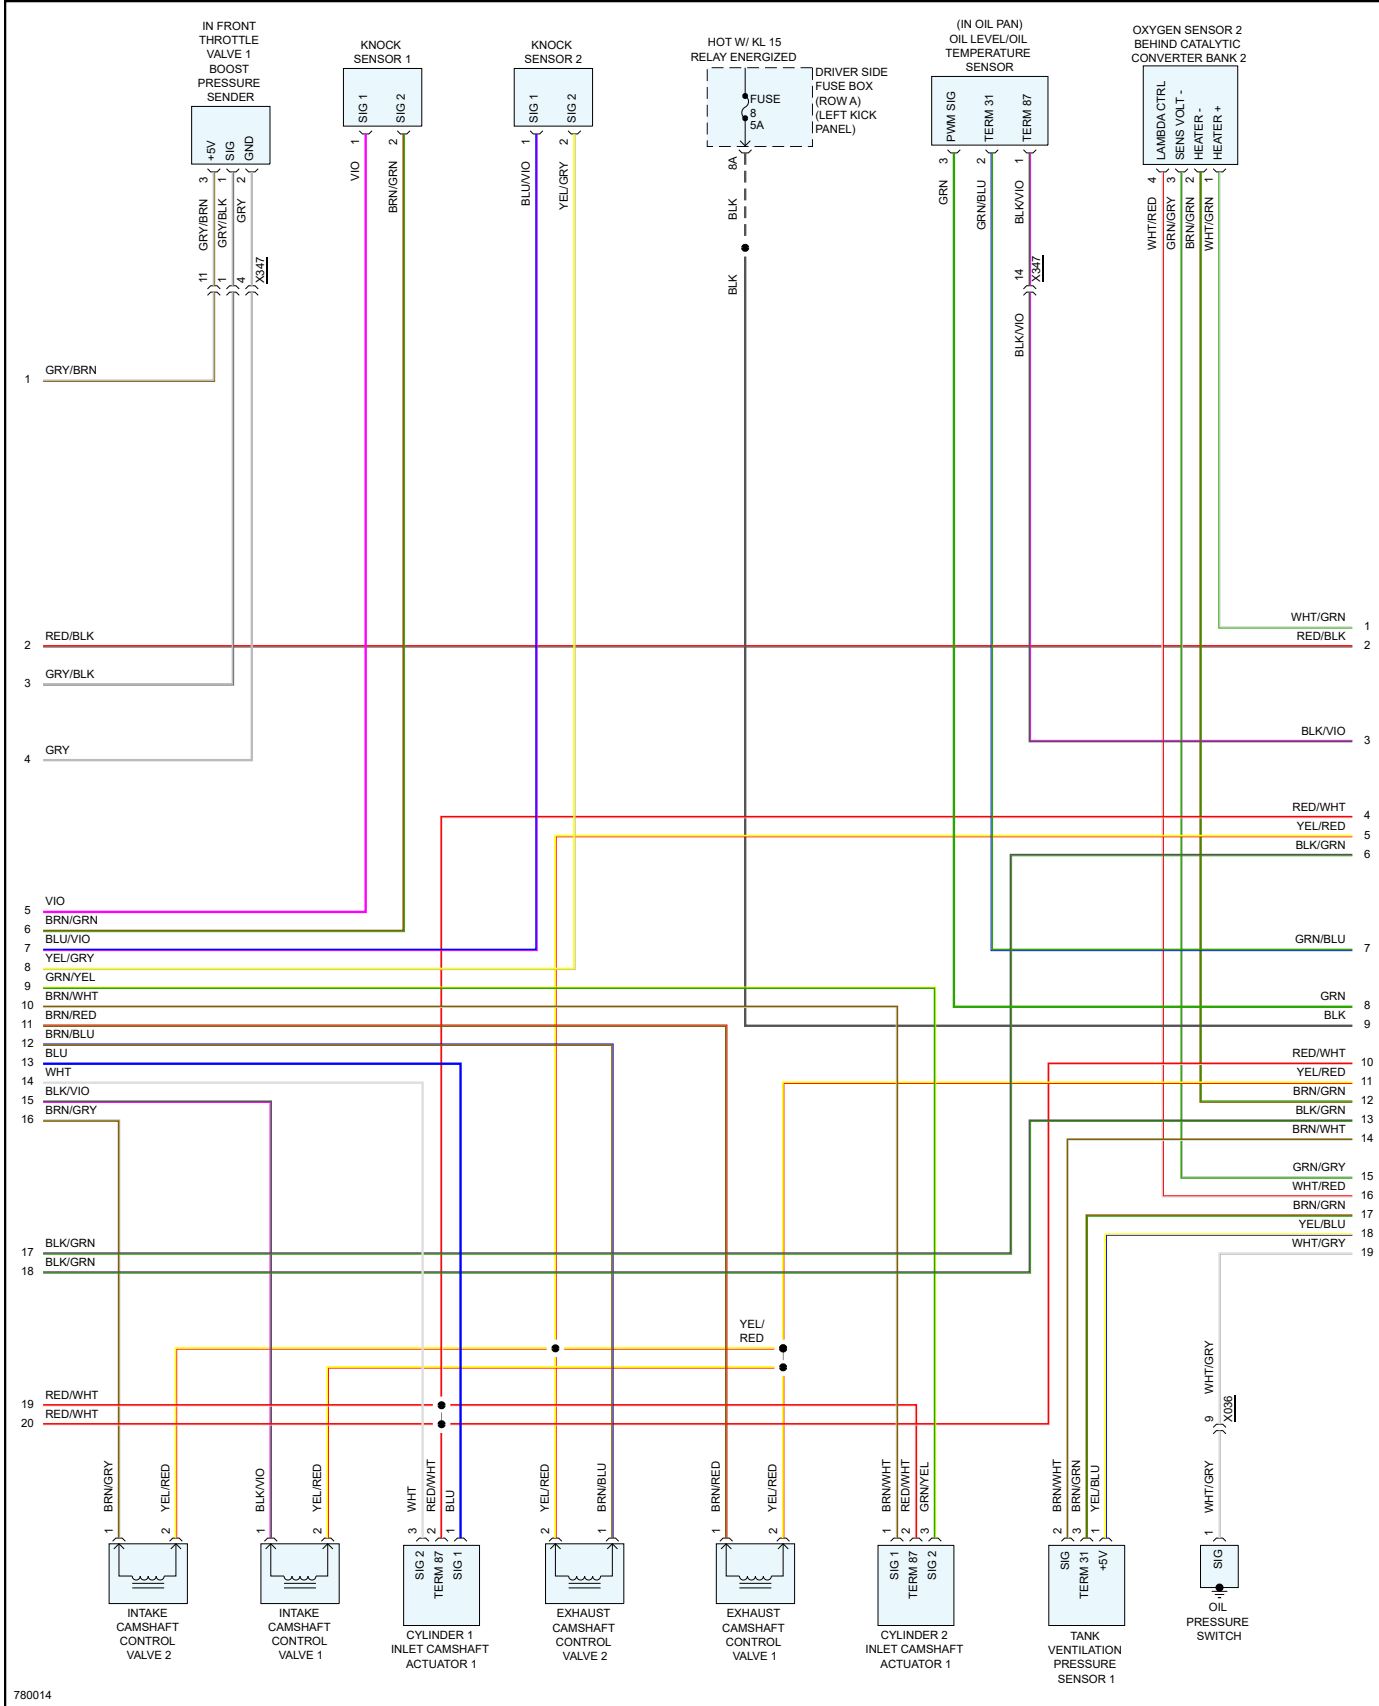 IN FRONT
THROTTLE
VALVE 1
BOOST
PRESSURE
SENDER
+5V
SIG
GND
3
1
2
GRY/BRN
GRY/BLK
GRY
11
1
4
X347
KNOCK
SENSOR 1
SIG 1
SIG 2
1
2
VIO
BRN/GRN
KNOCK
SENSOR 2
SIG 1
SIG 2
1
2
BLU/VIO
YEL/GRY
HOT W/ KL 15
RELAY ENERGIZED
FUSE
8
5A
DRIVER SIDE
FUSE BOX
(ROW A)
(LEFT KICK
PANEL)
8A
BLK
BLK
(IN OIL PAN)
OIL LEVEL/OIL
TEMPERATURE
SENSOR
PWM SIG
TERM 31
TERM 87
3
2
1
GRN
GRN/BLU
BLK/VIO
14
X347
BLK/VIO
OXYGEN SENSOR 2
BEHIND CATALYTIC
CONVERTER BANK 2
LAMBDA CTRL
SENS VOLT -
HEATER -
HEATER +
4
3
2
1
WHT/RED
GRN/GRY
BRN/GRN
WHT/GRN
1 GRY/BRN
2 RED/BLK
3 GRY/BLK
4 GRY
5 VIO
6 BRN/GRN
7 BLU/VIO
8 YEL/GRY
9 GRN/YEL
10 BRN/WHT
11 BRN/RED
12 BRN/BLU
13 BLU
14 WHT
15 BLK/VIO
16 BRN/GRY
17 BLK/GRN
18 BLK/GRN
19 RED/WHT
20 RED/WHT
WHT/GRN 1
RED/BLK 2
BLK/VIO 3
RED/WHT 4
YEL/RED 5
BLK/GRN 6
GRN/BLU 7
GRN 8
BLK 9
RED/WHT 10
YEL/RED 11
BRN/GRN 12
BLK/GRN 13
BRN/WHT 14
GRN/GRY 15
WHT/RED 16
BRN/GRN 17
YEL/BLU 18
WHT/GRY 19
YEL/
RED
BRN/GRY
YEL/RED
1
2
INTAKE
CAMSHAFT
CONTROL
VALVE 2
BLK/VIO
YEL/RED
1
2
INTAKE
CAMSHAFT
CONTROL
VALVE 1
WHT
RED/WHT
BLU
3
2
1
SIG 2
TERM 87
SIG 1
CYLINDER 1
INLET CAMSHAFT
ACTUATOR 1
YEL/RED
BRN/BLU
2
1
EXHAUST
CAMSHAFT
CONTROL
VALVE 2
BRN/RED
YEL/RED
1
2
EXHAUST
CAMSHAFT
CONTROL
VALVE 1
BRN/WHT
RED/WHT
GRN/YEL
1
2
3
SIG 1
TERM 87
SIG 2
CYLINDER 2
INLET CAMSHAFT
ACTUATOR 1
BRN/WHT
BRN/GRN
YEL/BLU
2
3
1
SIG
TERM 31
+5V
TANK
VENTILATION
PRESSURE
SENSOR 1
WHT/GRY
9
X036
WHT/GRY
1
SIG
OIL
PRESSURE
SWITCH
780014